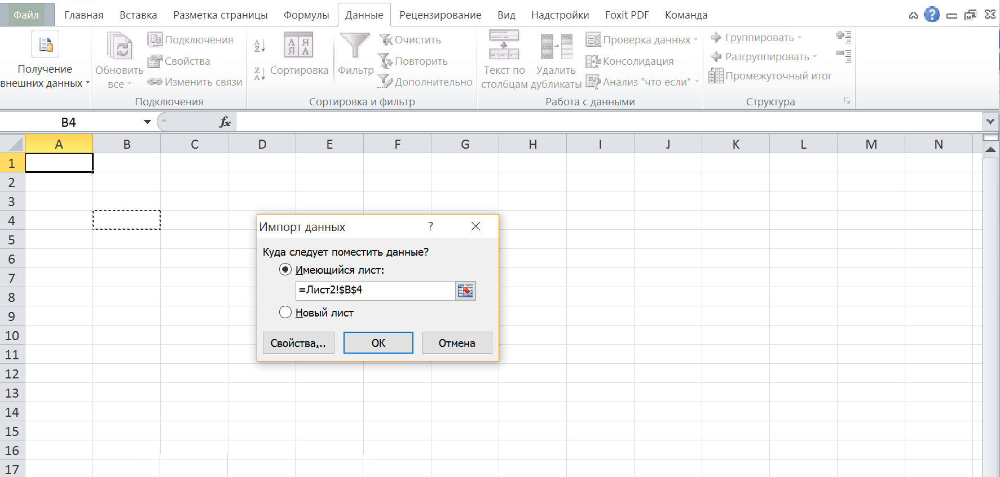 Файл Главная Вставка Разметка страницы Формулы Данные Рецензирование Вид Надстройки Foxit PDF Команда ?
Получение
внешних данных
Обновить
все
Подключения
Свойства
Изменить связи
Подключения
А
Я
Z
Z
A
А Я
Я А
Сортировка
Фильтр
Очистить
Повторить
Дополнительно
Сортировка и фильтр
Текст по
столбцам
Удалить
дубликаты
Проверка данных
Консолидация
Анализ "что если"
Работа с данными
Группировать
Разгруппировать
Промежуточный итог
Структура
B4 fx
A B C D E F G H I J K L M N
1
2
3
4
5
6
7
8
9
10
11
12
13
14
15
16
17
Импорт данных ?
Куда следует поместить данные?
Имеющийся лист:
=Лист2!$B$4
Новый лист
Свойства... ОК Отмена